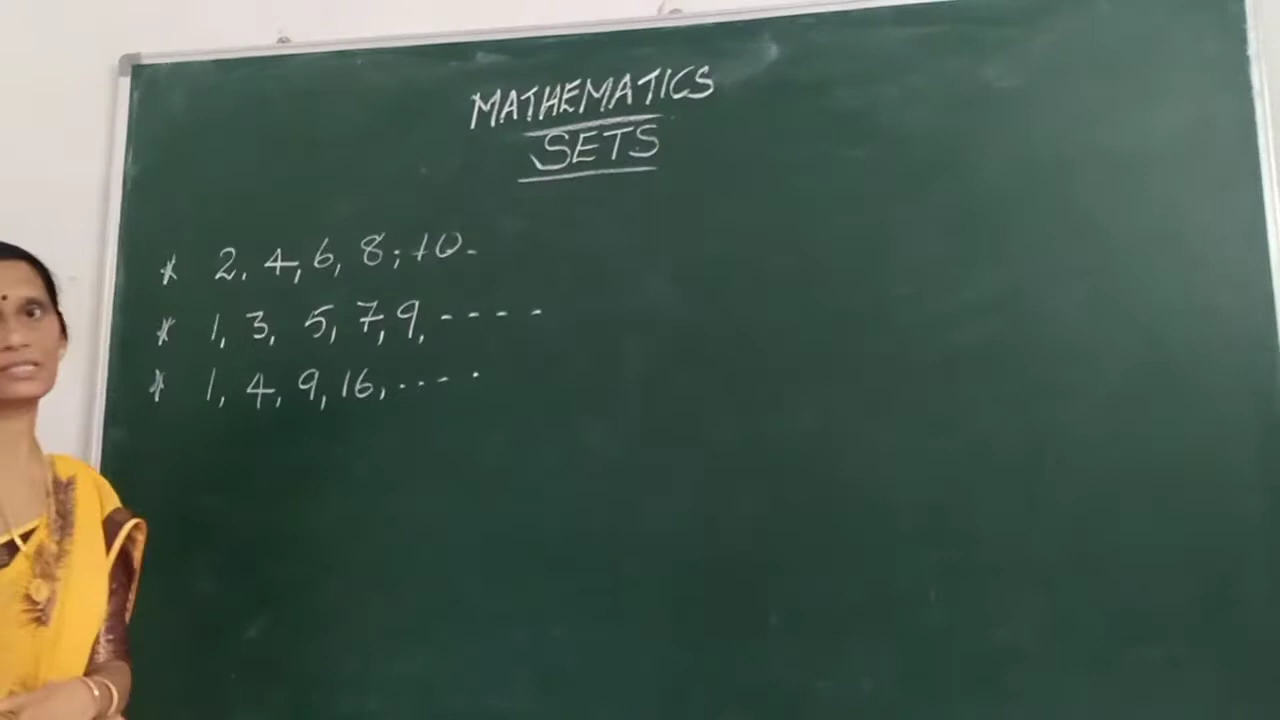 MATHEMATICS
SETS
* 2, 4, 6, 8, 10.
* 1, 3, 5, 7, 9, - - - -
* 1, 4, 9, 16, . . . . .